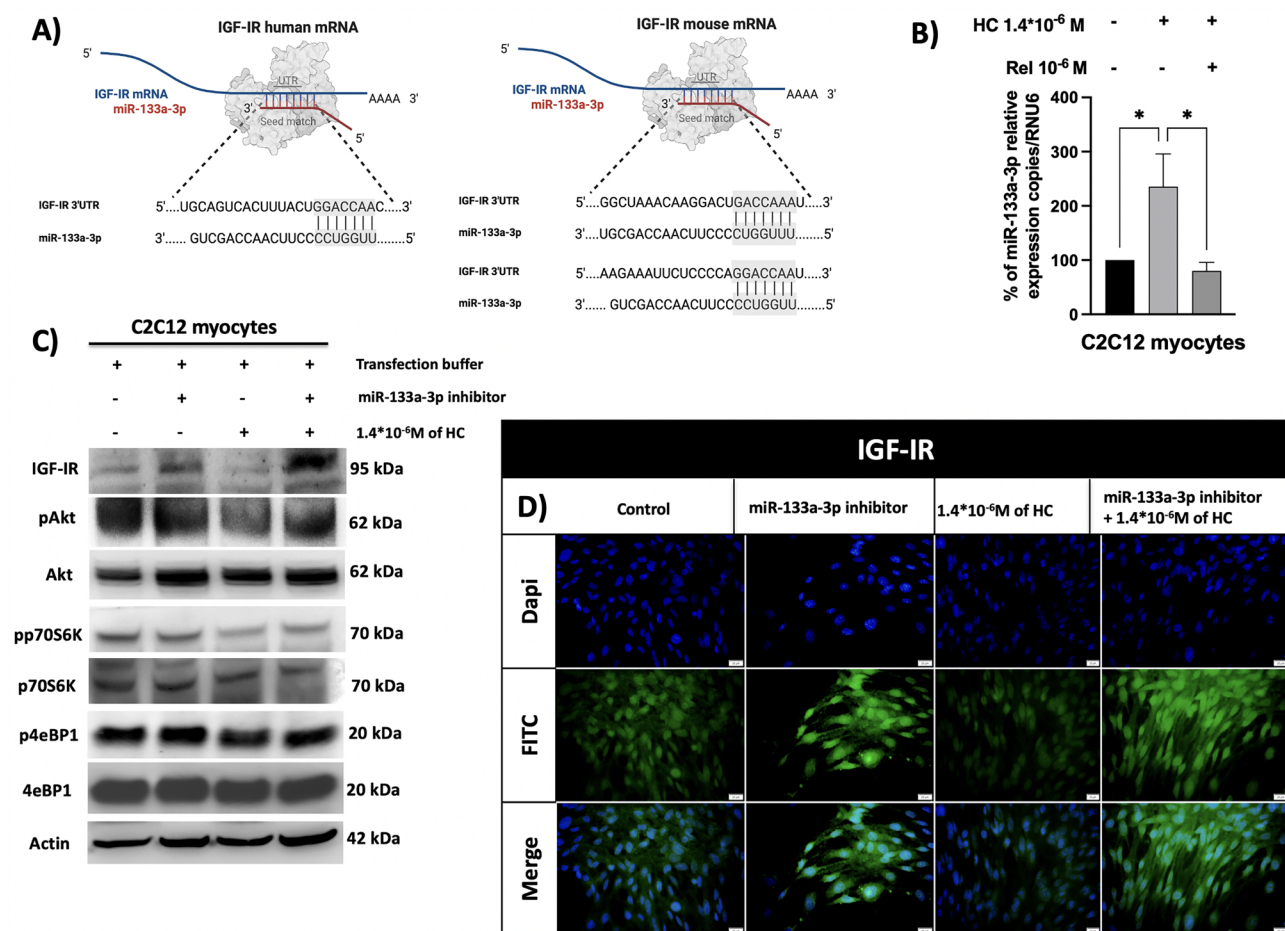 A)
IGF-IR human mRNA
5'
UTR
IGF-IR mRNA
miR-133a-3p
3'
AAAA 3'
Seed match
5'
IGF-IR 3'UTR 5'....UGCAGUCACUUUACUGGACCAAC.....3'
miR-133a-3p 3'...... GUCGACCAACUUCCCCUGGUU.......5'
IGF-IR mouse mRNA
5'
UTR
IGF-IR mRNA
miR-133a-3p
3'
AAAA 3'
Seed match
5'
IGF-IR 3'UTR 5'....GGCUAAACAAGGACUGACCAAAU.....3'
miR-133a-3p 3'......UGCGACCAACUUCCCCUGGUUU........5'
IGF-IR 3'UTR 5'....AAGAAAUUCUCCCCAGGACCAAU.....3'
miR-133a-3p 3'...... GUCGACCAACUUCCCCUGGUU........5'
B)
HC 1.4*10-6 M - + +
Rel 10-6 M - - +
% of miR-133a-3p relative
expression copies/RNU6
400
300
200
100
0
* *
C2C12 myocytes
C)
C2C12 myocytes
+ + + + Transfection buffer
- + - + miR-133a-3p inhibitor
- - + + 1.4*10-6M of HC
IGF-IR 95 kDa
pAkt 62 kDa
Akt 62 kDa
pp70S6K 70 kDa
p70S6K 70 kDa
p4eBP1 20 kDa
4eBP1 20 kDa
Actin 42 kDa
IGF-IR
D)
Control
miR-133a-3p inhibitor
1.4*10-6M of HC
miR-133a-3p inhibitor
+ 1.4*10-6M of HC
Dapi
FITC
Merge